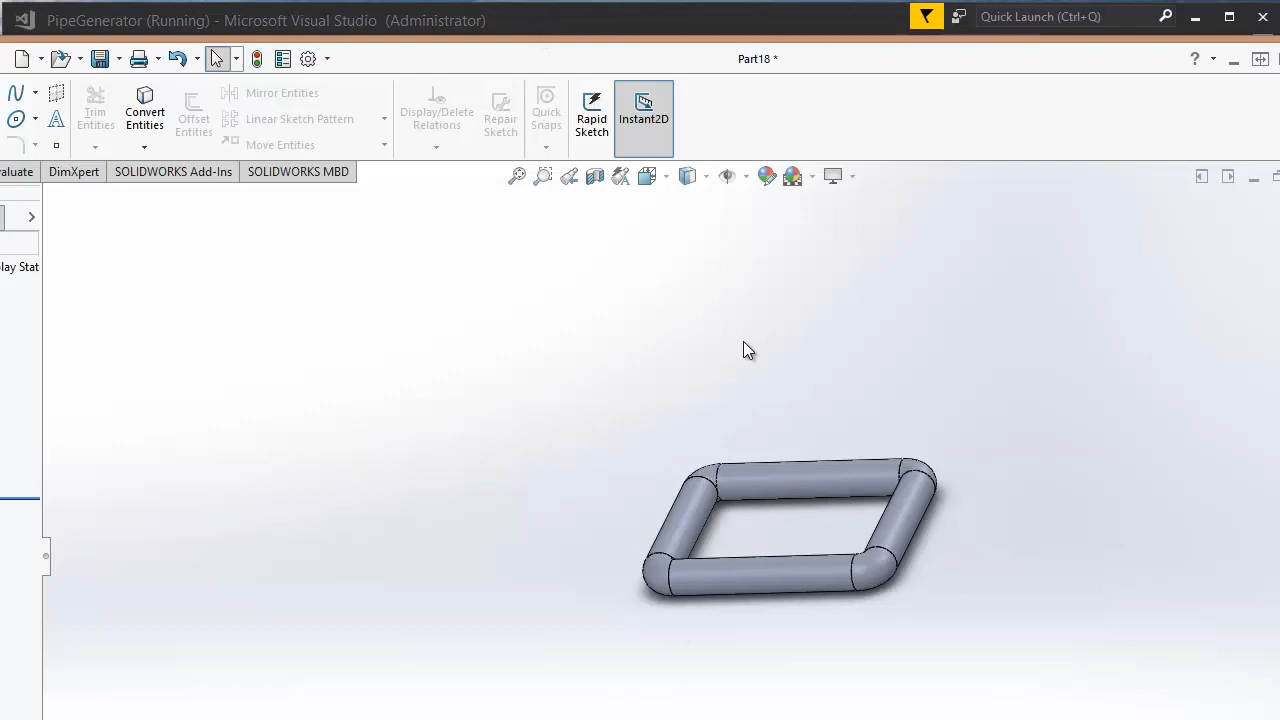 PipeGenerator (Running) - Microsoft Visual Studio (Administrator)
Quick Launch (Ctrl+Q)
Part18 *
?
Trim Entities
Convert Entities
Offset Entities
Mirror Entities
Linear Sketch Pattern
Move Entities
Display/Delete Relations
Repair Sketch
Quick Snaps
Rapid Sketch
Instant2D
aluate
DimXpert
SOLIDWORKS Add-Ins
SOLIDWORKS MBD
lay Stat